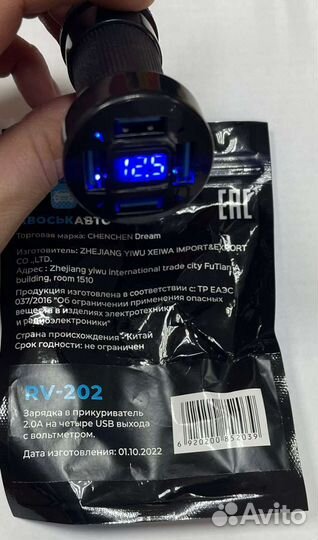 12.5
ВОСЬКАВТО
EAC
Торговая марка: CHENCHEN Dream
Изготовитель: ZHEJIANG YIWU XEIWA IMPORT&EXPORT
CO.,LTD.
Адрес: Zhejiang yiwu international trade city FuTian
building, room 1510
Продукция изготовлена в соответствии с: ТР ЕАЭС
037/2016 "Об ограничении применения опасных
веществ в изделиях электротехники
и радиоэлектроники"
Страна происхождения - Китай
Срок годности: не ограничен
RV-202
Зарядка в прикуриватель
2.0А на четыре USB выхода
с вольтметром.
Дата изготовления: 01.10.2022
6 920200 852039
Avito